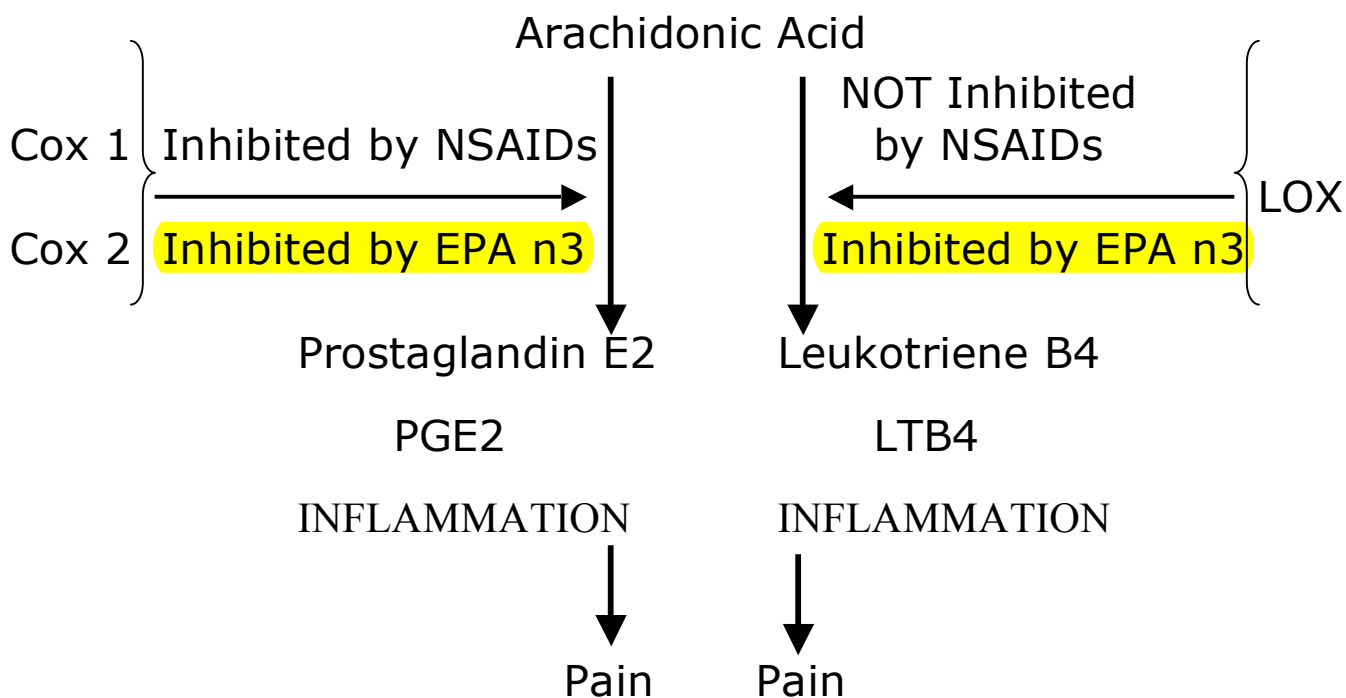 Arachidonic Acid
Cox 1
Inhibited by NSAIDs
Cox 2
Inhibited by EPA n3
NOT Inhibited
by NSAIDs
LOX
Inhibited by EPA n3
Prostaglandin E2
Leukotriene B4
PGE2
LTB4
INFLAMMATION
INFLAMMATION
Pain
Pain